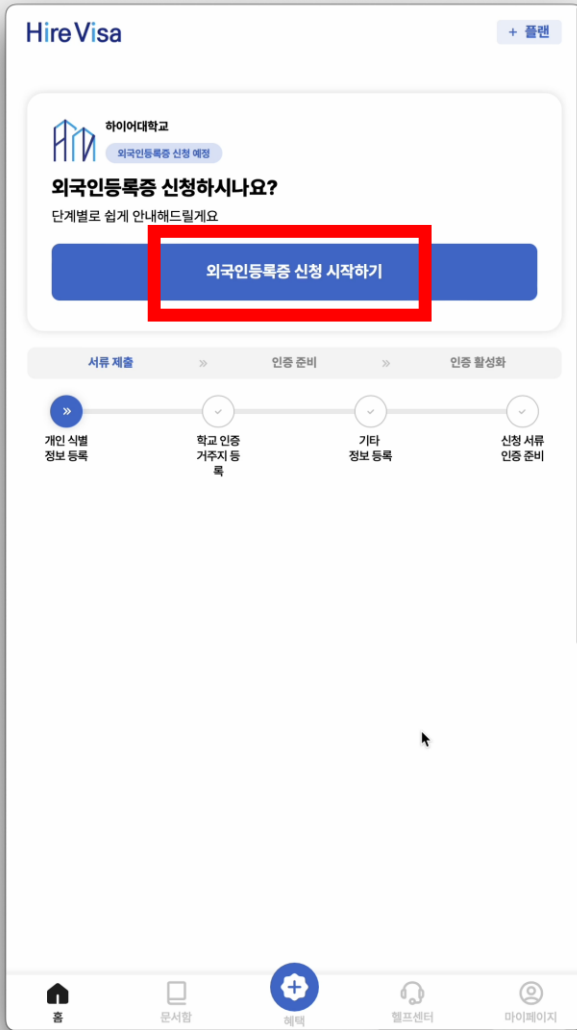 HireVisa
+ 플랜
하이어대학교
외국인등록증 신청 예정
외국인등록증 신청하시나요?
단계별로 쉽게 안내해드릴게요
외국인등록증 신청 시작하기
서류 제출 » 인증 준비 » 인증 활성화
개인 식별
정보 등록
학교 인증
거주지 등
록
기타
정보 등록
신청 서류
인증 준비
홈
문서함
혜택
헬프센터
마이페이지